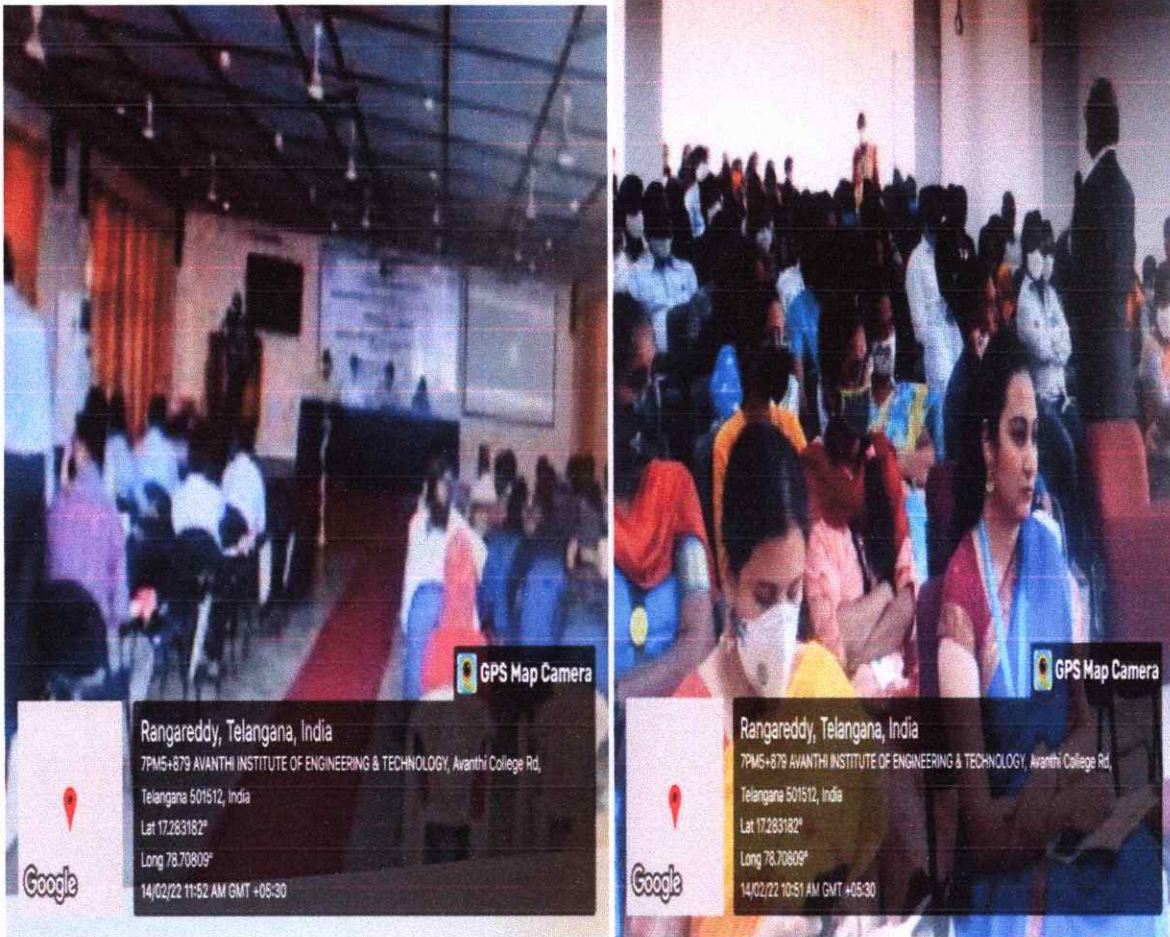 GPS Map Camera
Rangareddy, Telangana, India
7PM5+879 AVANTHI INSTITUTE OF ENGINEERING & TECHNOLOGY, Avanthi College Rd,
Telangana 501512, India
Lat 17.283182°
Long 78.70809°
14/02/22 11:52 AM GMT +05:30
Google
GPS Map Camera
Rangareddy, Telangana, India
7PM5+879 AVANTHI INSTITUTE OF ENGINEERING & TECHNOLOGY, Avanthi College Rd,
Telangana 501512, India
Lat 17.283182°
Long 78.70809°
14/02/22 10:51 AM GMT +05:30
Google